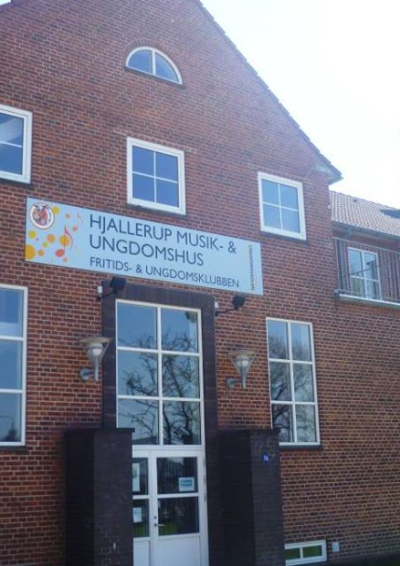 HJALLERUP MUSIK- &
UNGDOMSHUS
FRITIDS- & UNGDOMSKLUBBEN